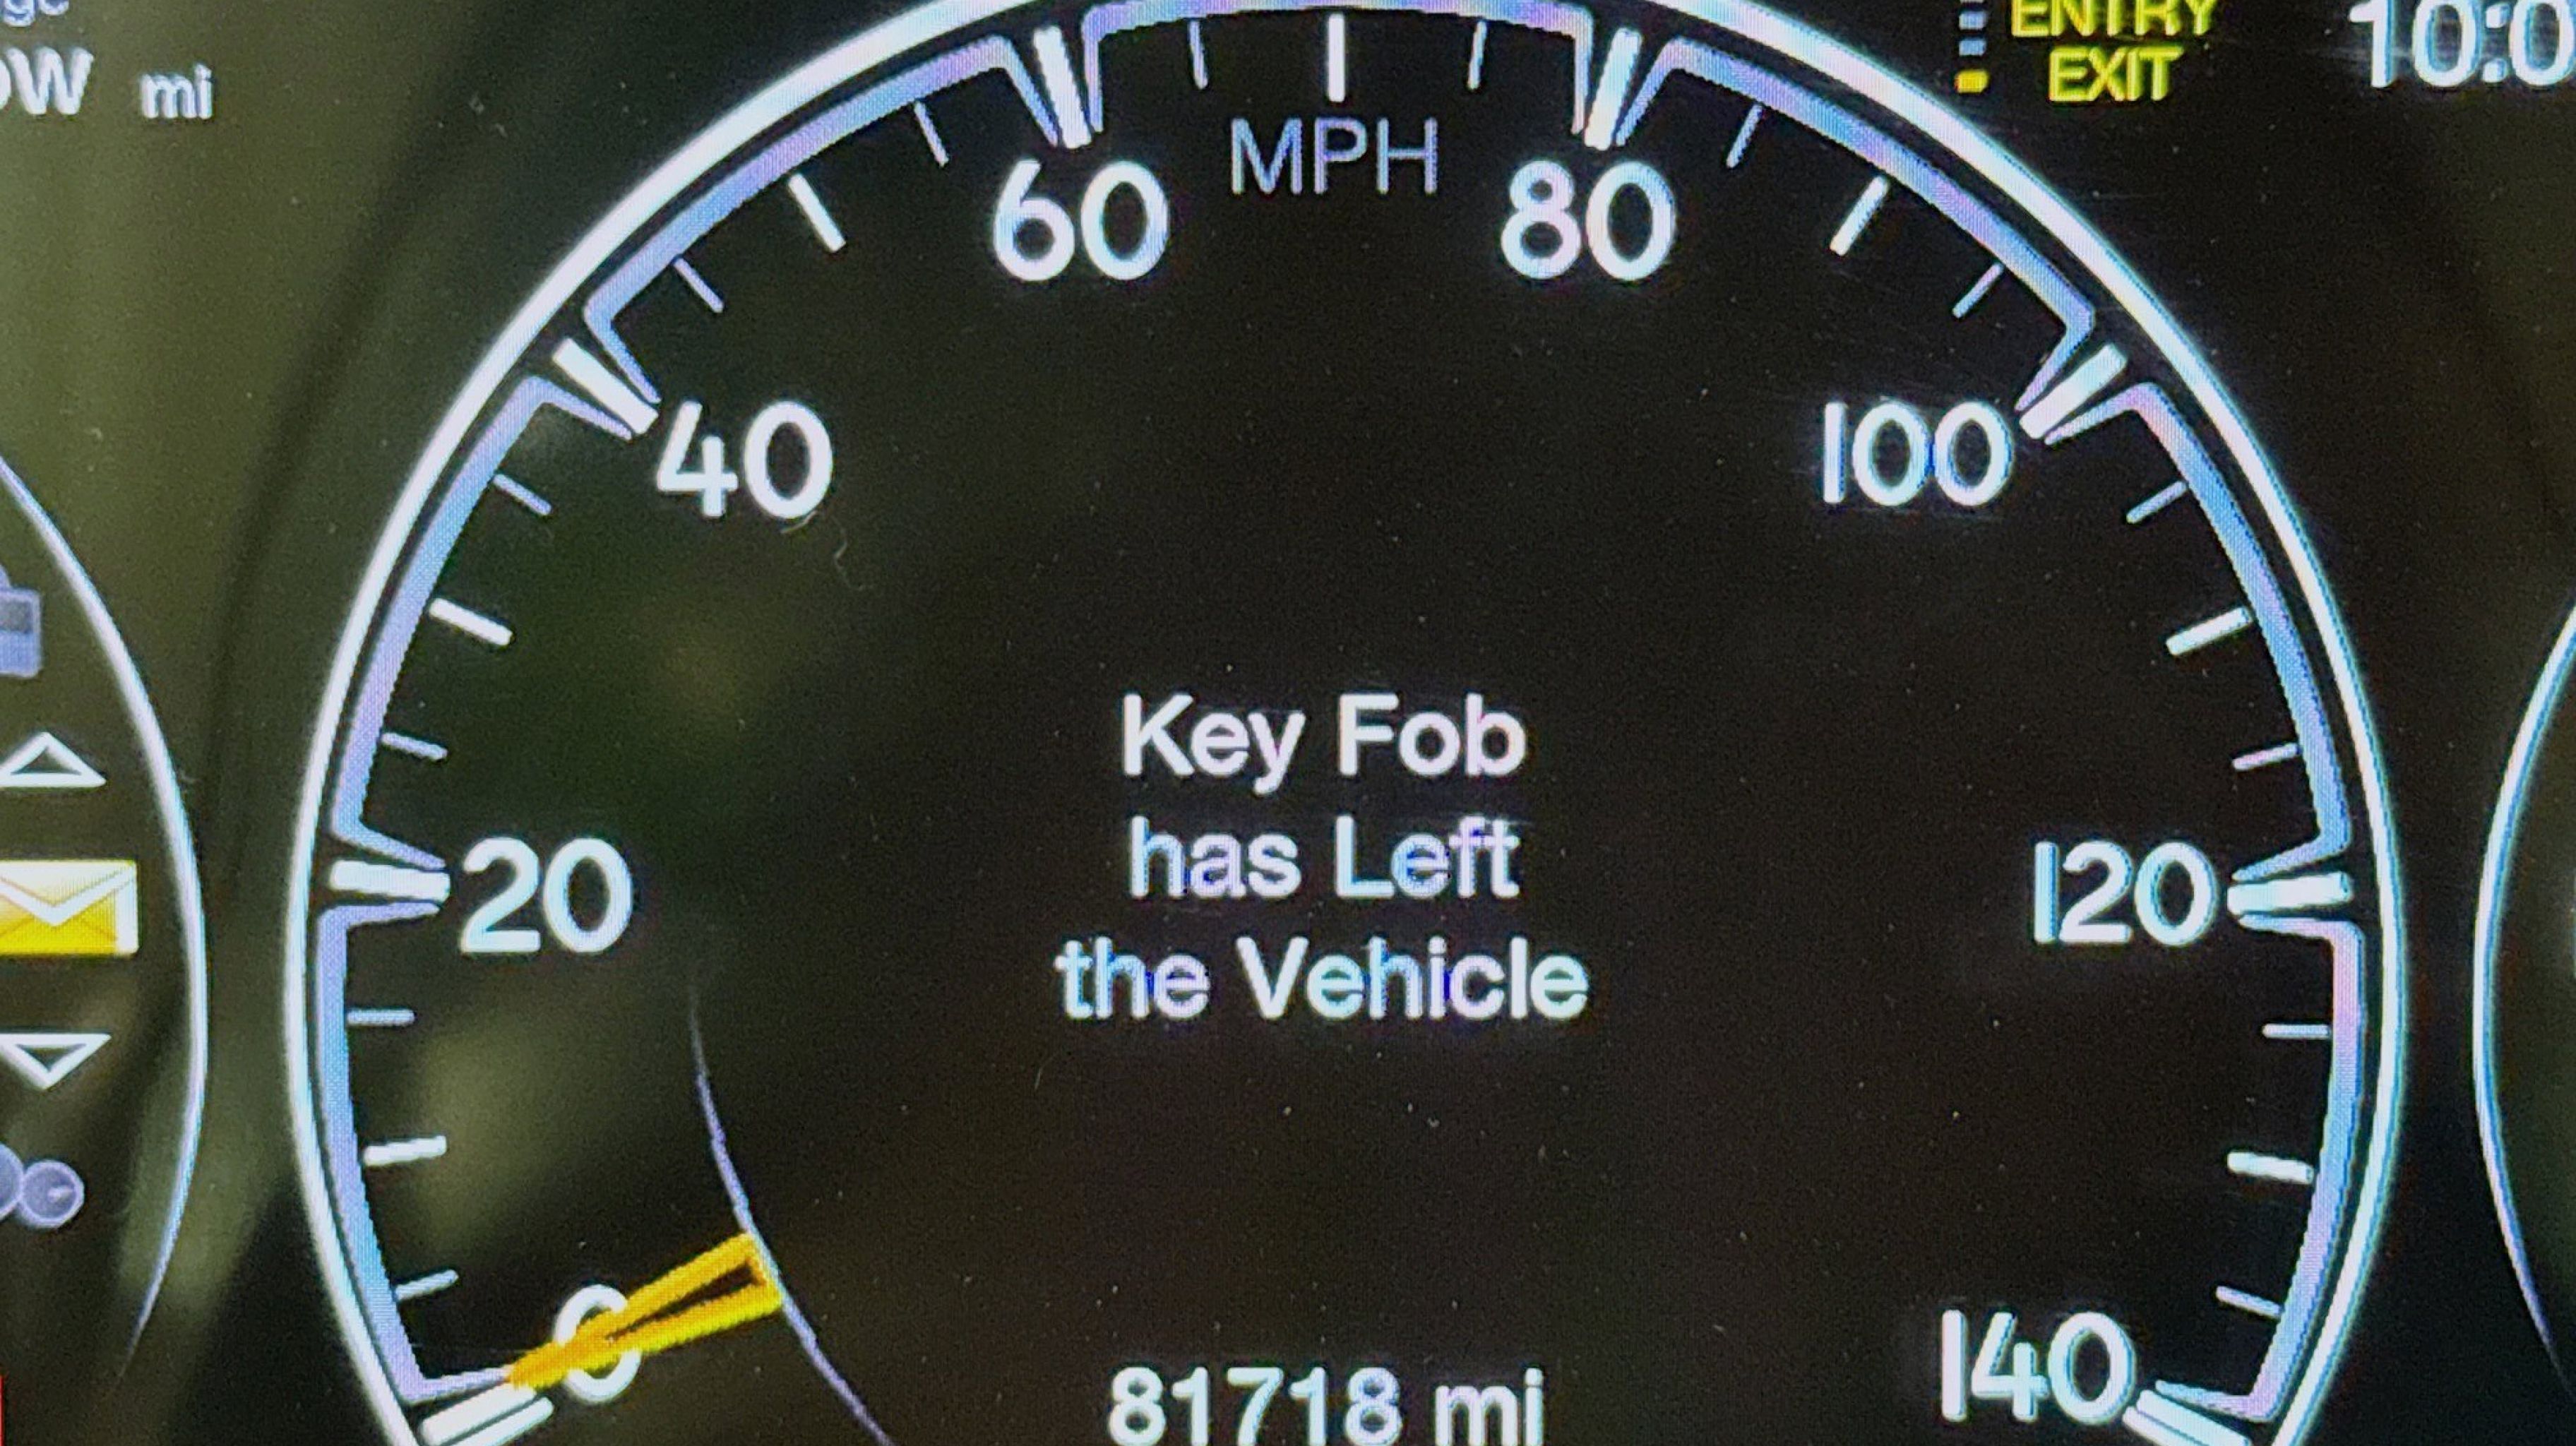 mi
ENTRY
EXIT
MPH
60
80
40
100
Key Fob
has Left
the Vehicle
20
120
0
140
81718 mi